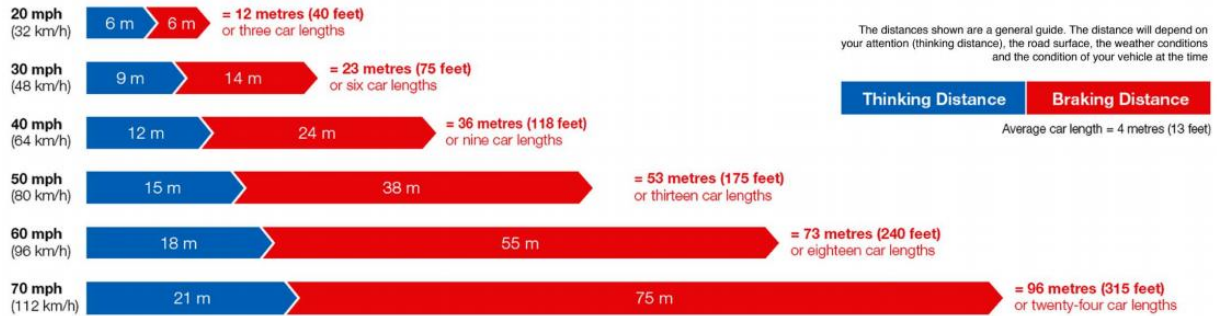 20 mph
(32 km/h)
6 m 6 m
= 12 metres (40 feet)
or three car lengths
The distances shown are a general guide. The distance will depend on
your attention (thinking distance), the road surface, the weather conditions
and the condition of your vehicle at the time
30 mph
(48 km/h)
9 m 14 m
= 23 metres (75 feet)
or six car lengths
Thinking Distance Braking Distance
Average car length = 4 metres (13 feet)
40 mph
(64 km/h)
12 m 24 m
= 36 metres (118 feet)
or nine car lengths
50 mph
(80 km/h)
15 m 38 m
= 53 metres (175 feet)
or thirteen car lengths
60 mph
(96 km/h)
18 m 55 m
= 73 metres (240 feet)
or eighteen car lengths
70 mph
(112 km/h)
21 m 75 m
= 96 metres (315 feet)
or twenty-four car lengths